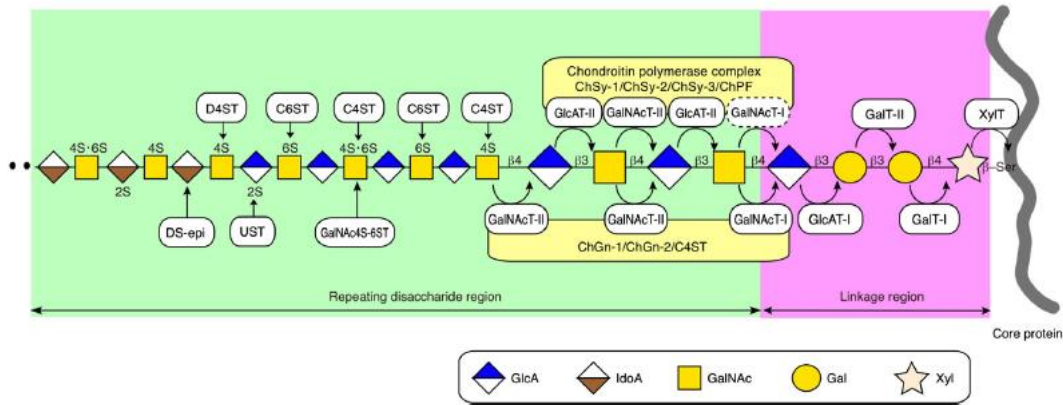 Chondroitin polymerase complex
ChSy-1/ChSy-2/ChSy-3/ChPF
D4ST C6ST C4ST C6ST C4ST GlcAT-II GalNAcT-II GlcAT-II GalNAcT-I GalT-II XylT
4S·6S 4S 4S 6S 4S·6S 6S 4S β4 β3 β4 β3 β4 β3 β3 β4 β–Ser
2S 2S
DS-epi UST GalNAc4S-6ST GalNAcT-II GalNAcT-II GalNAcT-I GlcAT-I GalT-I
ChGn-1/ChGn-2/C4ST
Repeating disaccharide region Linkage region
Core protein
GlcA IdoA GalNAc Gal Xyl